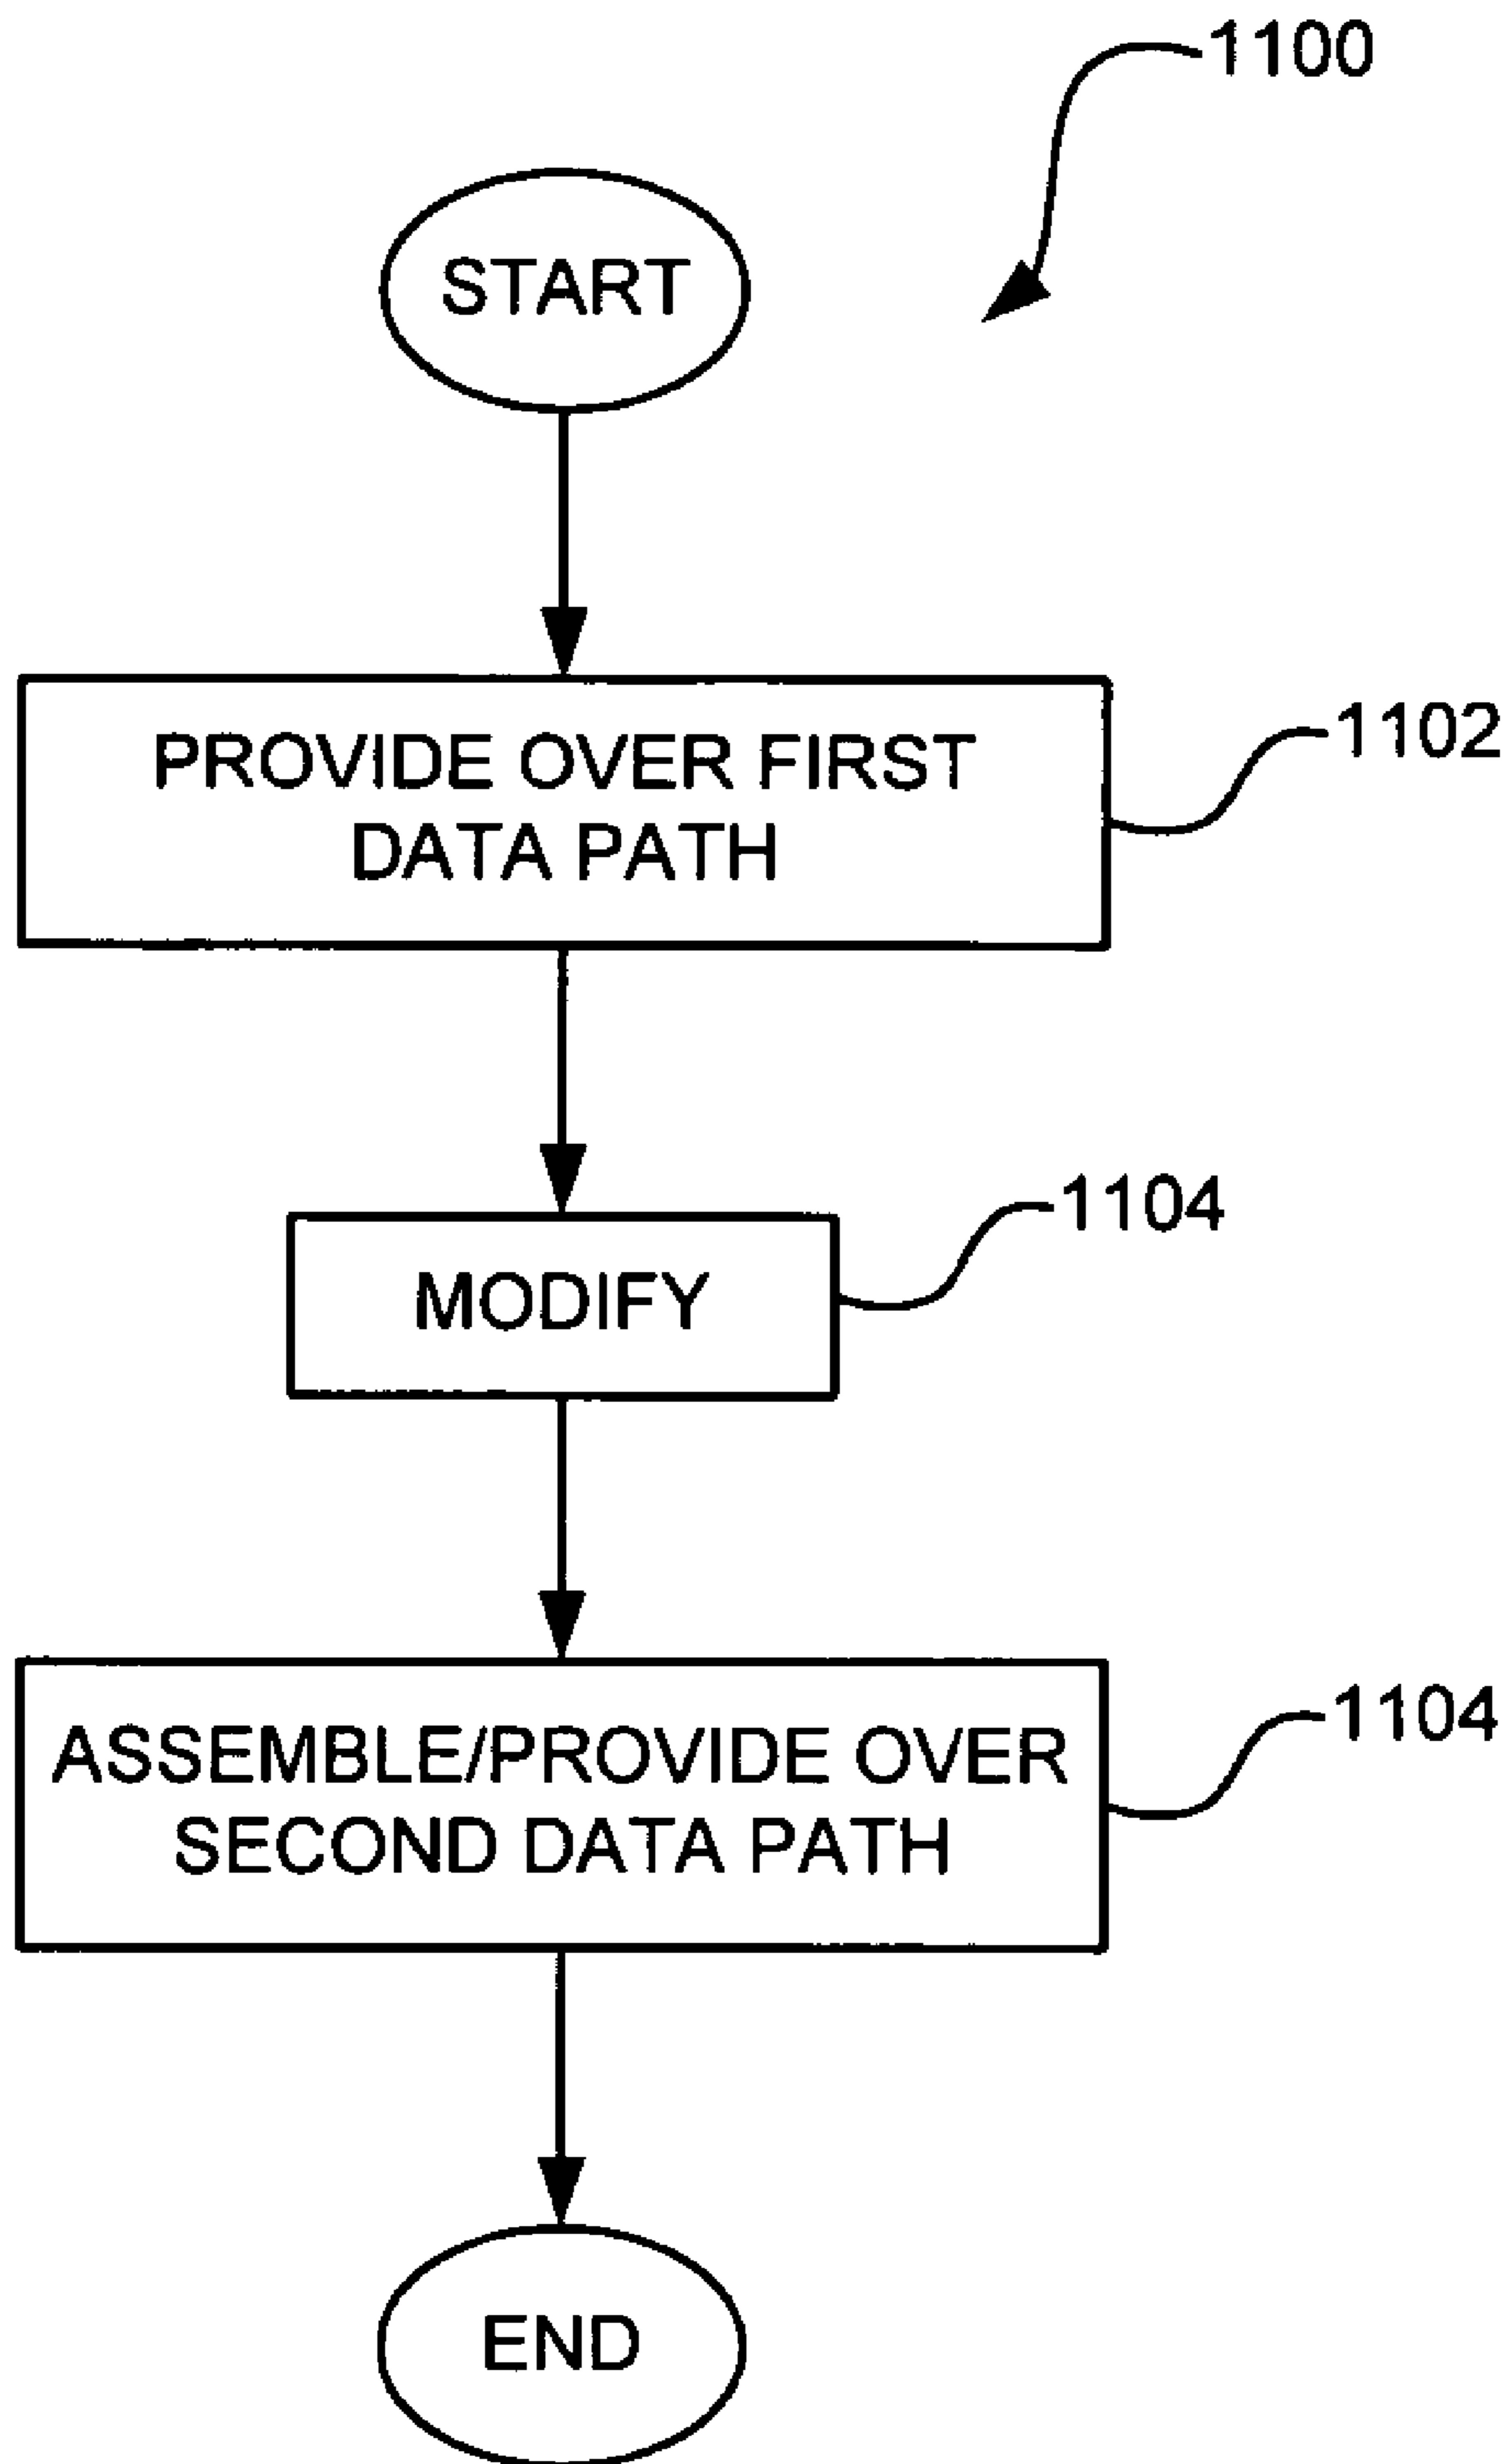 1100
START
PROVIDE OVER FIRST
DATA PATH
1102
MODIFY
1104
ASSEMBLE/PROVIDE OVER
SECOND DATA PATH
1104
END